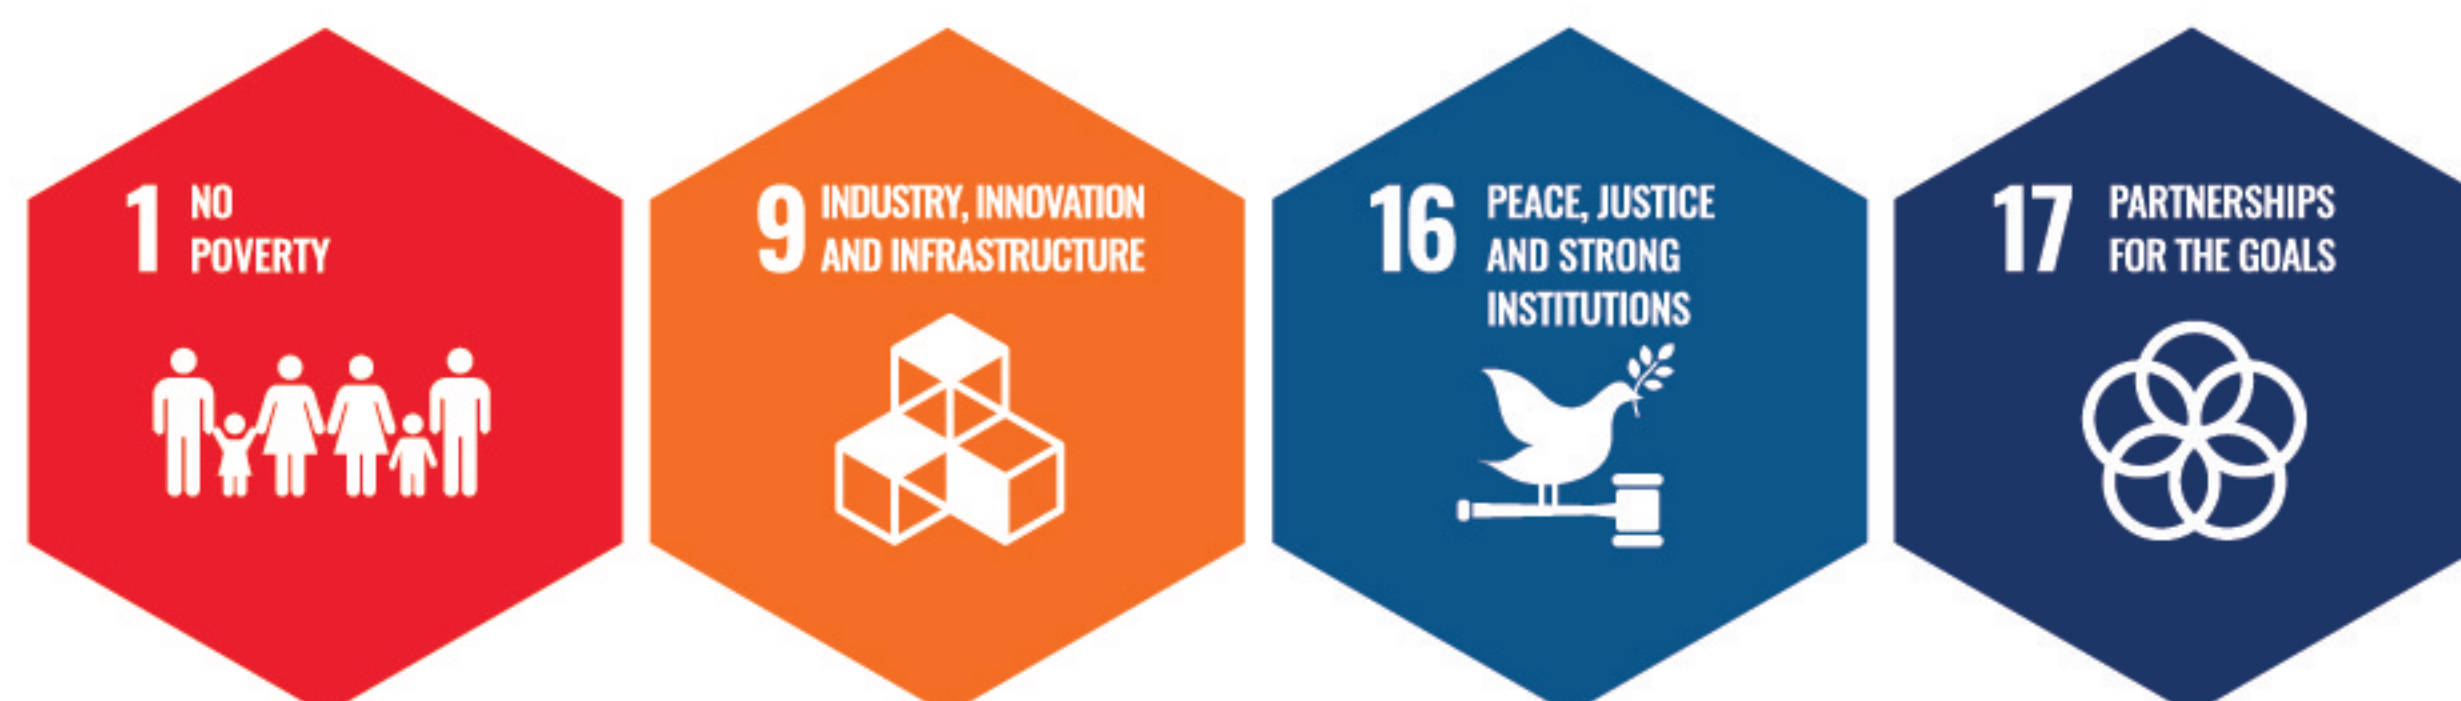 1 NO
POVERTY
9 INDUSTRY, INNOVATION
AND INFRASTRUCTURE
16 PEACE, JUSTICE
AND STRONG
INSTITUTIONS
17 PARTNERSHIPS
FOR THE GOALS